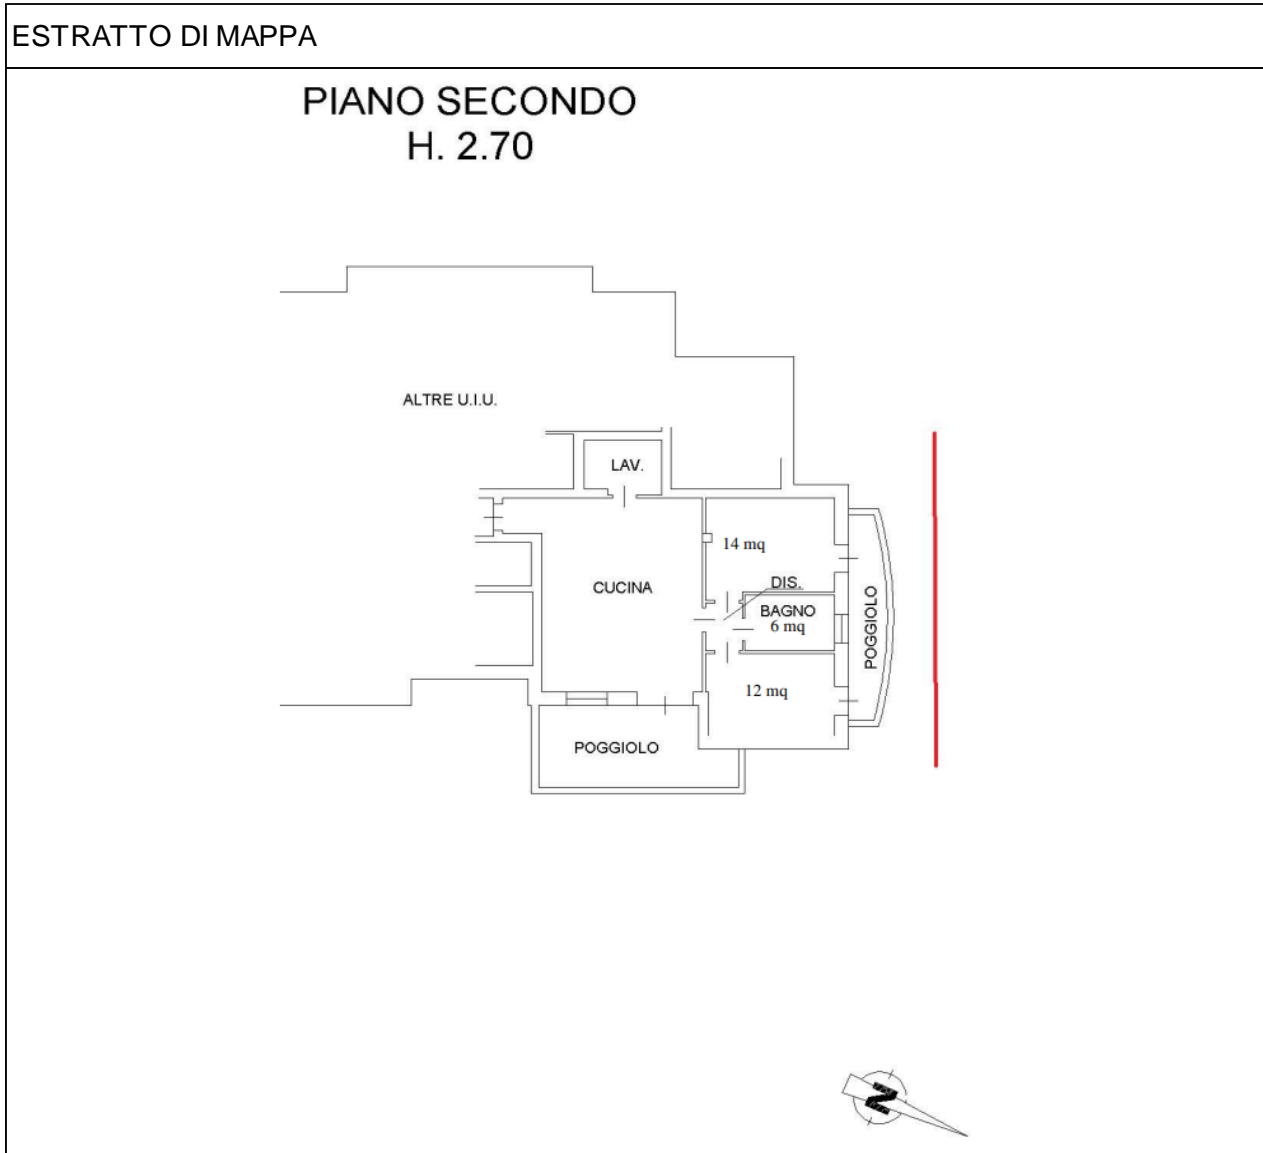 ESTRATTO DI MAPPA
PIANO SECONDO
H. 2.70
ALTRE U.I.U.
LAV.
14 mq
CUCINA
DIS.
BAGNO
6 mq
POGGIOLO
12 mq
POGGIOLO
N